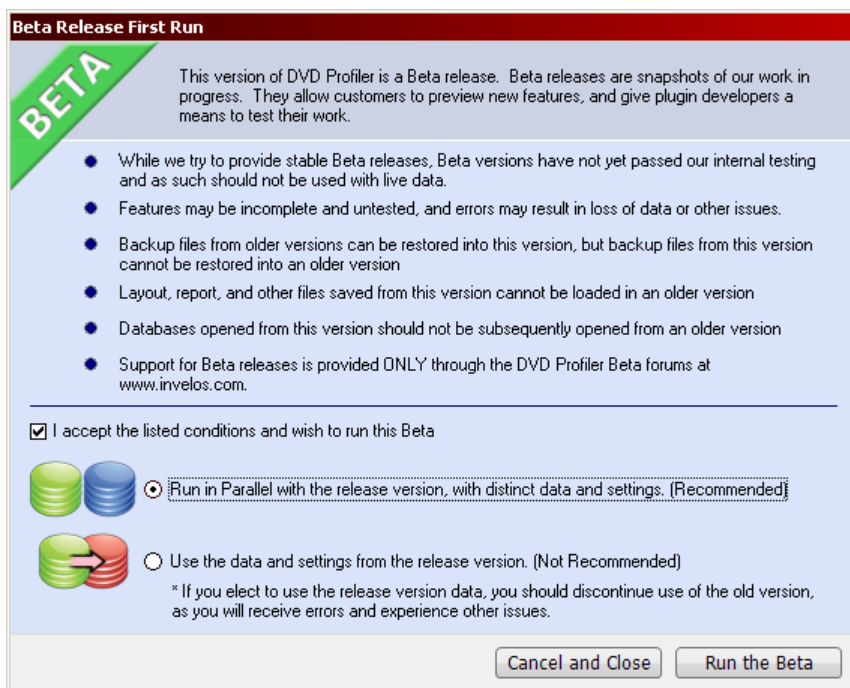 Beta Release First Run
BETA
This version of DVD Profiler is a Beta release.  Beta releases are snapshots of our work in
progress.  They allow customers to preview new features, and give plugin developers a
means to test their work.
While we try to provide stable Beta releases, Beta versions have not yet passed our internal testing
and as such should not be used with live data.
Features may be incomplete and untested, and errors may result in loss of data or other issues.
Backup files from older versions can be restored into this version, but backup files from this version
cannot be restored into an older version
Layout, report, and other files saved from this version cannot be loaded in an older version
Databases opened from this version should not be subsequently opened from an older version
Support for Beta releases is provided ONLY through the DVD Profiler Beta forums at
www.invelos.com.
I accept the listed conditions and wish to run this Beta
Run in Parallel with the release version, with distinct data and settings. (Recommended)
Use the data and settings from the release version. (Not Recommended)
* If you elect to use the release version data, you should discontinue use of the old version,
as you will receive errors and experience other issues.
Cancel and Close
Run the Beta